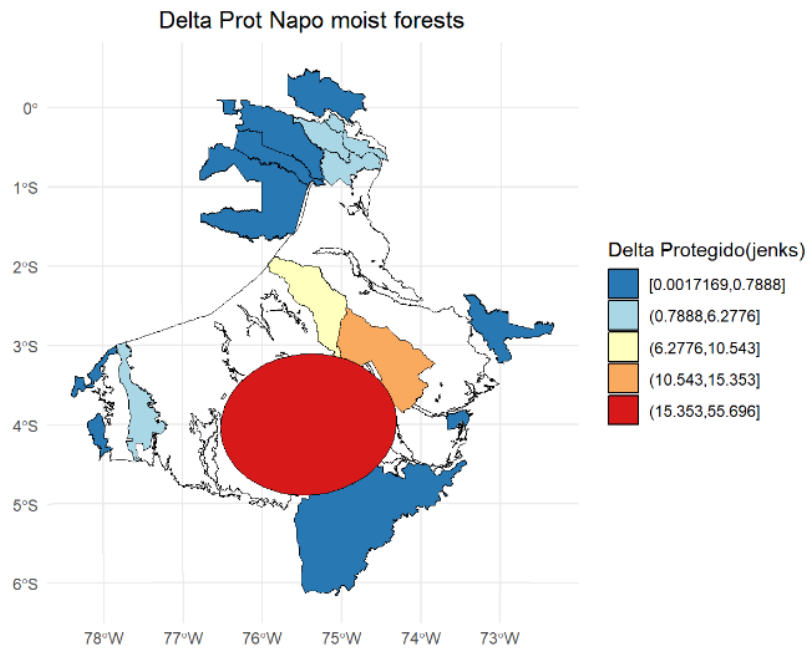 Delta Prot Napo moist forests
0°
1°S
2°S
3°S
4°S
5°S
6°S
78°W 77°W 76°W 75°W 74°W 73°W
Delta Protegido(jenks)
[0.0017169,0.7888]
(0.7888,6.2776]
(6.2776,10.543]
(10.543,15.353]
(15.353,55.696]